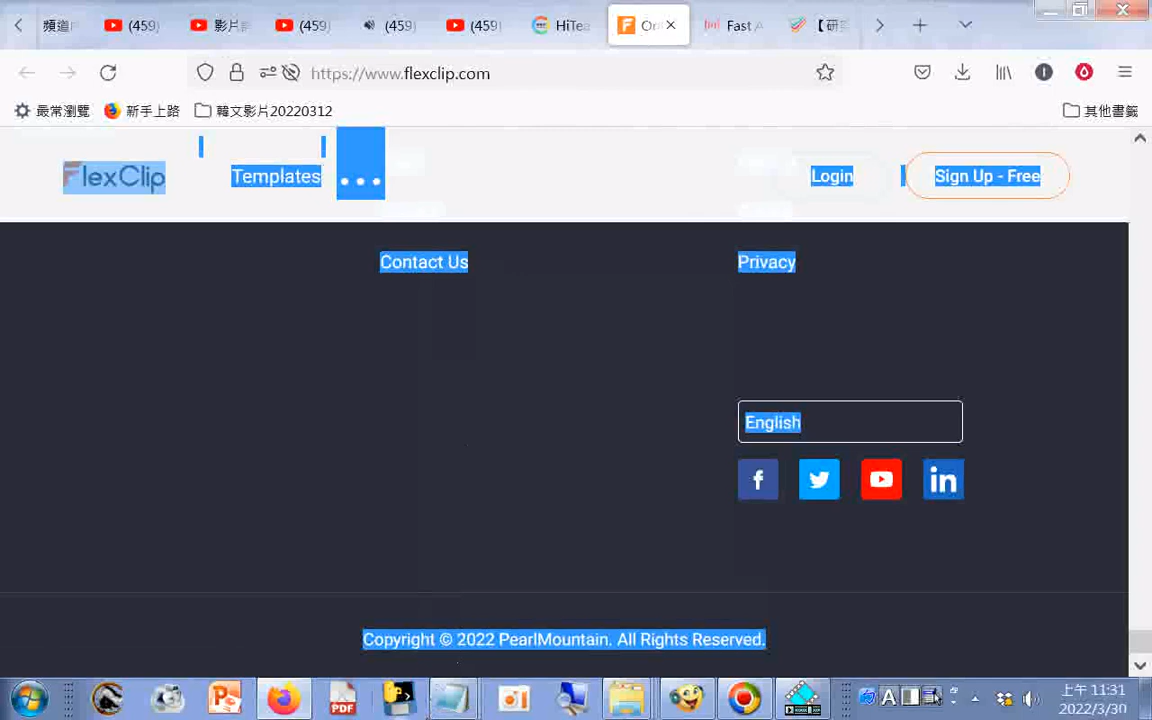 頻道
(459)
影片
(459)
(459)
(459)
HiTea
On
Fast A
【研
https://www.flexclip.com
最常瀏覽
新手上路
韓文影片20220312
其他書籤
FlexClip
Templates
Login
Sign Up - Free
Contact Us
Privacy
English
Copyright © 2022 PearlMountain. All Rights Reserved.
上午 11:31
2022/3/30